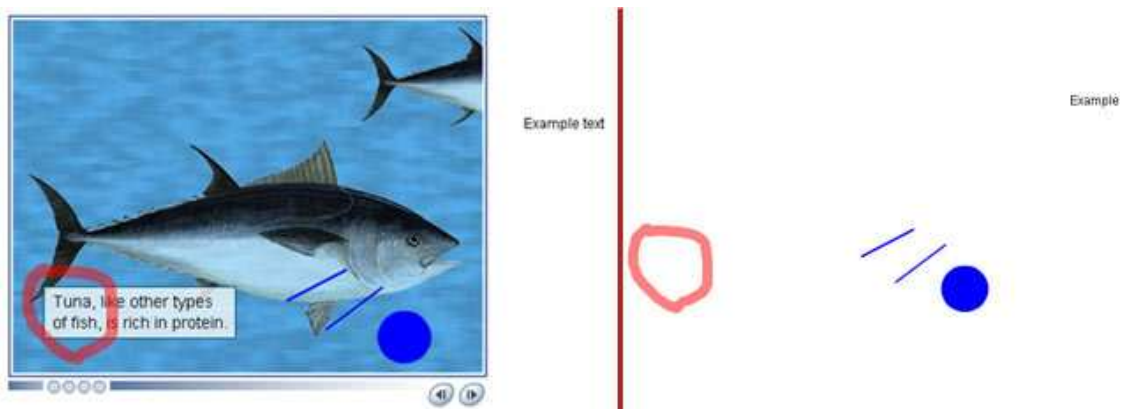 Example text
Example
Tuna, like other types
of fish, is rich in protein.